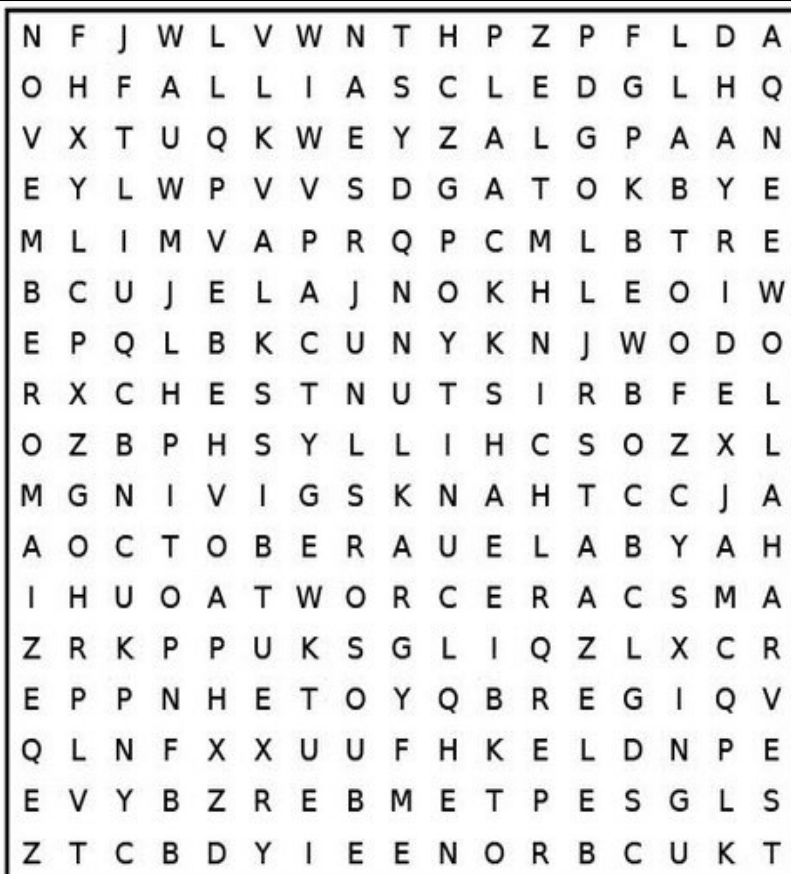 N F J W L V W N T H P Z P F L D A
O H F A L L I A S C L E D G L H Q
V X T U Q K W E Y Z A L G P A A N
E Y L W P V V S D G A T O K B Y E
M L I M V A P R Q P C M L B T R E
B C U J E L A J N O K H L E O I W
E P Q L B K C U N Y K N J W O D O
R X C H E S T N U T S I R B F E L
O Z B P H S Y L L I H C S O Z X L
M G N I V I G S K N A H T C C J A
A O C T O B E R A U E L A B Y A H
I H U O A T W O R C E R A C S M A
Z R K P P U K S G L I Q Z L X C R
E P P N H E T O Y Q B R E G I Q V
Q L N F X X U U F H K E L D N P E
E V Y B Z R E B M E T P E S G L S
Z T C B D Y I E E N O R B C U K T